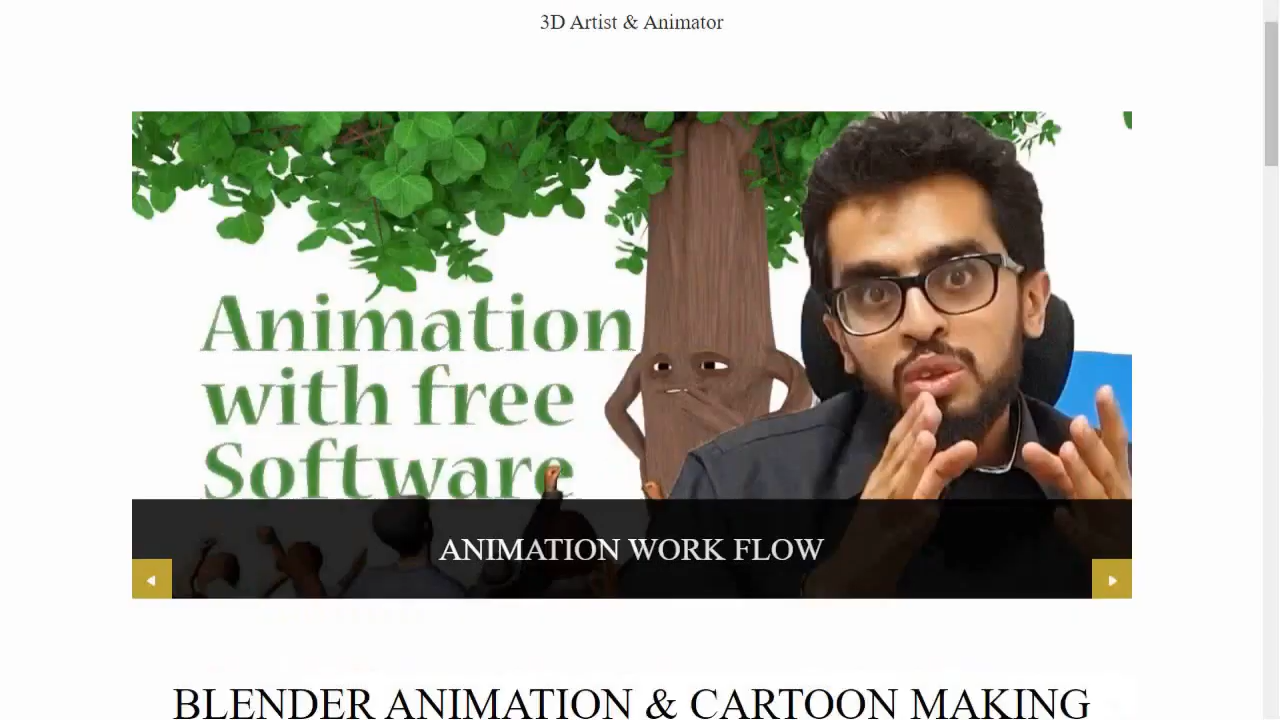 3D Artist & Animator
Animation
with free
Software
ANIMATION WORK FLOW
BLENDER ANIMATION & CARTOON MAKING